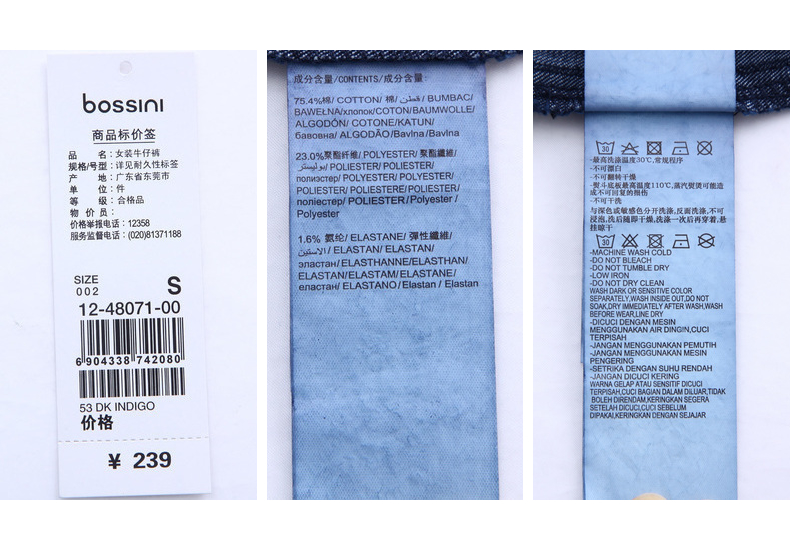 bossini
商品标价签
品 名：女装牛仔裤
规格/号型：详见耐久性标签
产 地：广东省东莞市
单 位：件
等 级：合格品
物 价 员：
价格举报电话：12358
服务监督电话：(020)81371188
SIZE
002 S
12-48071-00
6 904338 742080
53 DK INDIGO
价格
¥ 239
成分含量/CONTENTS/成分含量:
75.4%棉/ COTTON/ 棉/ قطن/ BUMBAC/
BAWEŁNA/хлопок/COTON/BAUMWOLLE/
ALGODÓN/ COTONE/KATUN/
бавовна/ ALGODÃO/Bavlna/Bavlna
23.0%聚酯纤维/ POLYESTER/ 聚酯纖維/
بوليستر/ POLIESTER/ POLIESTER/
полиэстер/ POLYESTER/ POLYESTER/
POLIESTER/ POLIESTERE/ POLIESTER/
поліестер/ POLIESTER/ Polyester /
Polyester
1.6% 氨纶/ ELASTANE/ 彈性纖維/
الاستين/ ELASTAN/ ELASTAN/
эластан/ ELASTHANNE/ELASTHAN/
ELASTAN/ELASTAM/ ELASTANE/
еластан/ ELASTANO/ Elastan / Elastan
-最高洗涤温度30℃,常规程序
-不可漂白
-不可翻转干燥
-熨斗底板最高温度110℃,蒸汽熨烫可能造
成不可回复的损伤
-不可干洗
与深色或敏感色分开洗涤,反面洗涤,不可
浸泡,洗后随即干燥,洗涤一次后再穿着,悬
挂晾干
-MACHINE WASH COLD
-DO NOT BLEACH
-DO NOT TUMBLE DRY
-LOW IRON
-DO NOT DRY CLEAN
WASH DARK OR SENSITIVE COLOR
SEPARATELY,WASH INSIDE OUT,DO NOT
SOAK,DRY IMMEDIATELY AFTER WASH,WASH
BEFORE WEAR,LINE DRY
-DICUCI DENGAN MESIN
MENGGUNAKAN AIR DINGIN,CUCI
TERPISAH
-JANGAN MENGGUNAKAN PEMUTIH
-JANGAN MENGGUNAKAN MESIN
PENGERING
-SETRIKA DENGAN SUHU RENDAH
-JANGAN DICUCI KERING
WARNA GELAP ATAU SENSITIF DICUCI
TERPISAH,CUCI BAGIAN DALAM DILUAR,TIDAK
BOLEH DIRENDAM,KERINGKAN SEGERA
SETELAH DICUCI,CUCI SEBELUM
DIPAKAI,KERINGKAN DENGAN SEJAJAR